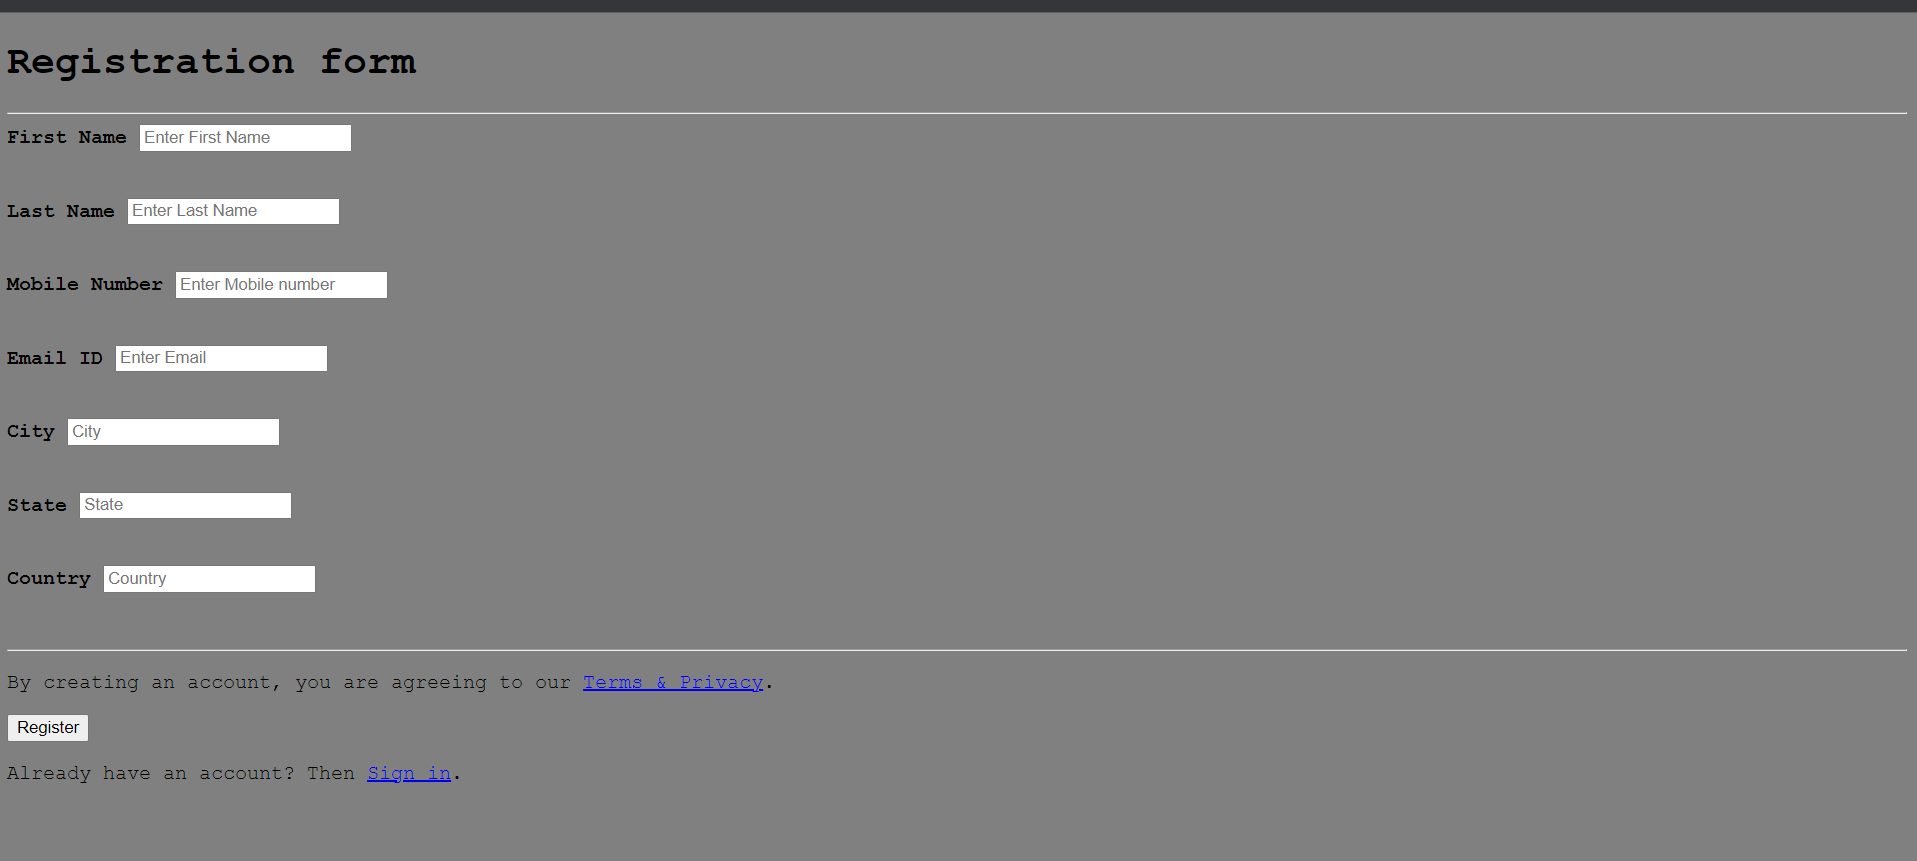 Registration form
First Name Enter First Name
Last Name Enter Last Name
Mobile Number Enter Mobile number
Email ID Enter Email
City City
State State
Country Country
By creating an account, you are agreeing to our Terms & Privacy.
Register
Already have an account? Then Sign in.